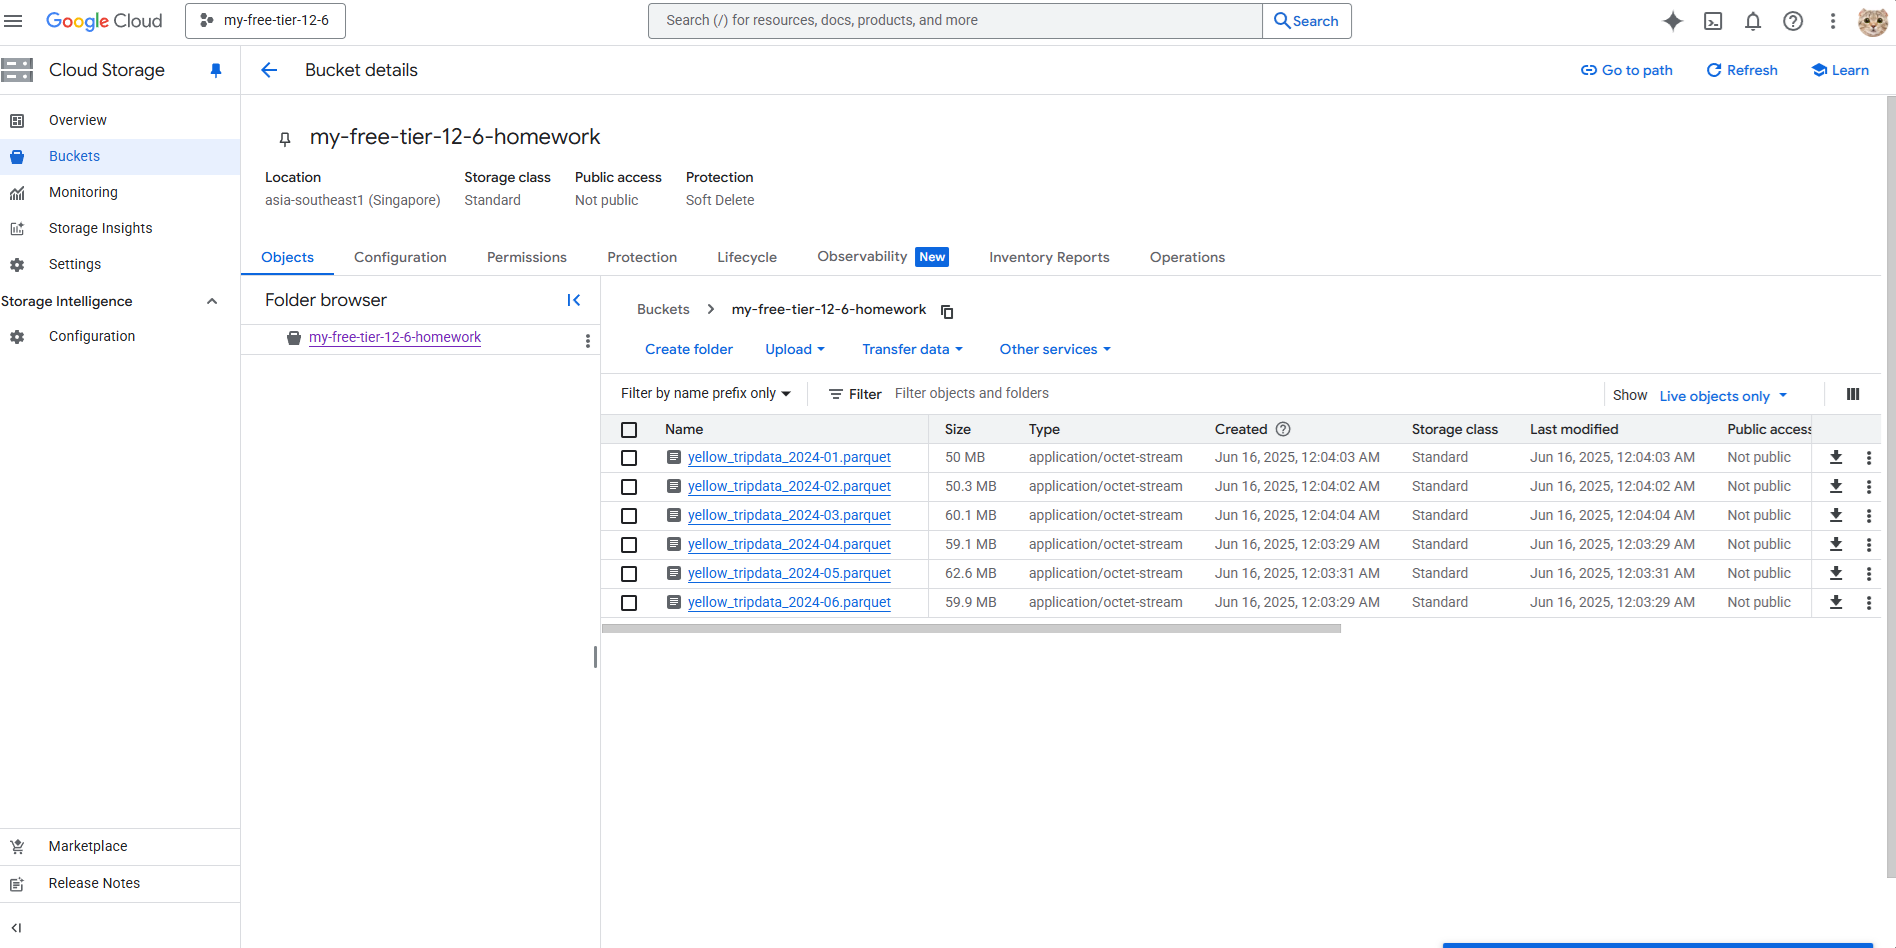 Google Cloud my-free-tier-12-6 Search (/) for resources, docs, products, and more Search
Cloud Storage
Bucket details
Go to path Refresh Learn
Overview
Buckets
Monitoring
Storage Insights
Settings
Storage Intelligence
Configuration
Marketplace
Release Notes
my-free-tier-12-6-homework
Location Storage class Public access Protection
asia-southeast1 (Singapore) Standard Not public Soft Delete
Objects Configuration Permissions Protection Lifecycle Observability New Inventory Reports Operations
Folder browser
my-free-tier-12-6-homework
Buckets my-free-tier-12-6-homework
Create folder Upload Transfer data Other services
Filter by name prefix only Filter Filter objects and folders Show Live objects only
Name Size Type Created Storage class Last modified Public access
yellow_tripdata_2024-01.parquet 50 MB application/octet-stream Jun 16, 2025, 12:04:03 AM Standard Jun 16, 2025, 12:04:03 AM Not public
yellow_tripdata_2024-02.parquet 50.3 MB application/octet-stream Jun 16, 2025, 12:04:02 AM Standard Jun 16, 2025, 12:04:02 AM Not public
yellow_tripdata_2024-03.parquet 60.1 MB application/octet-stream Jun 16, 2025, 12:04:04 AM Standard Jun 16, 2025, 12:04:04 AM Not public
yellow_tripdata_2024-04.parquet 59.1 MB application/octet-stream Jun 16, 2025, 12:03:29 AM Standard Jun 16, 2025, 12:03:29 AM Not public
yellow_tripdata_2024-05.parquet 62.6 MB application/octet-stream Jun 16, 2025, 12:03:31 AM Standard Jun 16, 2025, 12:03:31 AM Not public
yellow_tripdata_2024-06.parquet 59.9 MB application/octet-stream Jun 16, 2025, 12:03:29 AM Standard Jun 16, 2025, 12:03:29 AM Not public